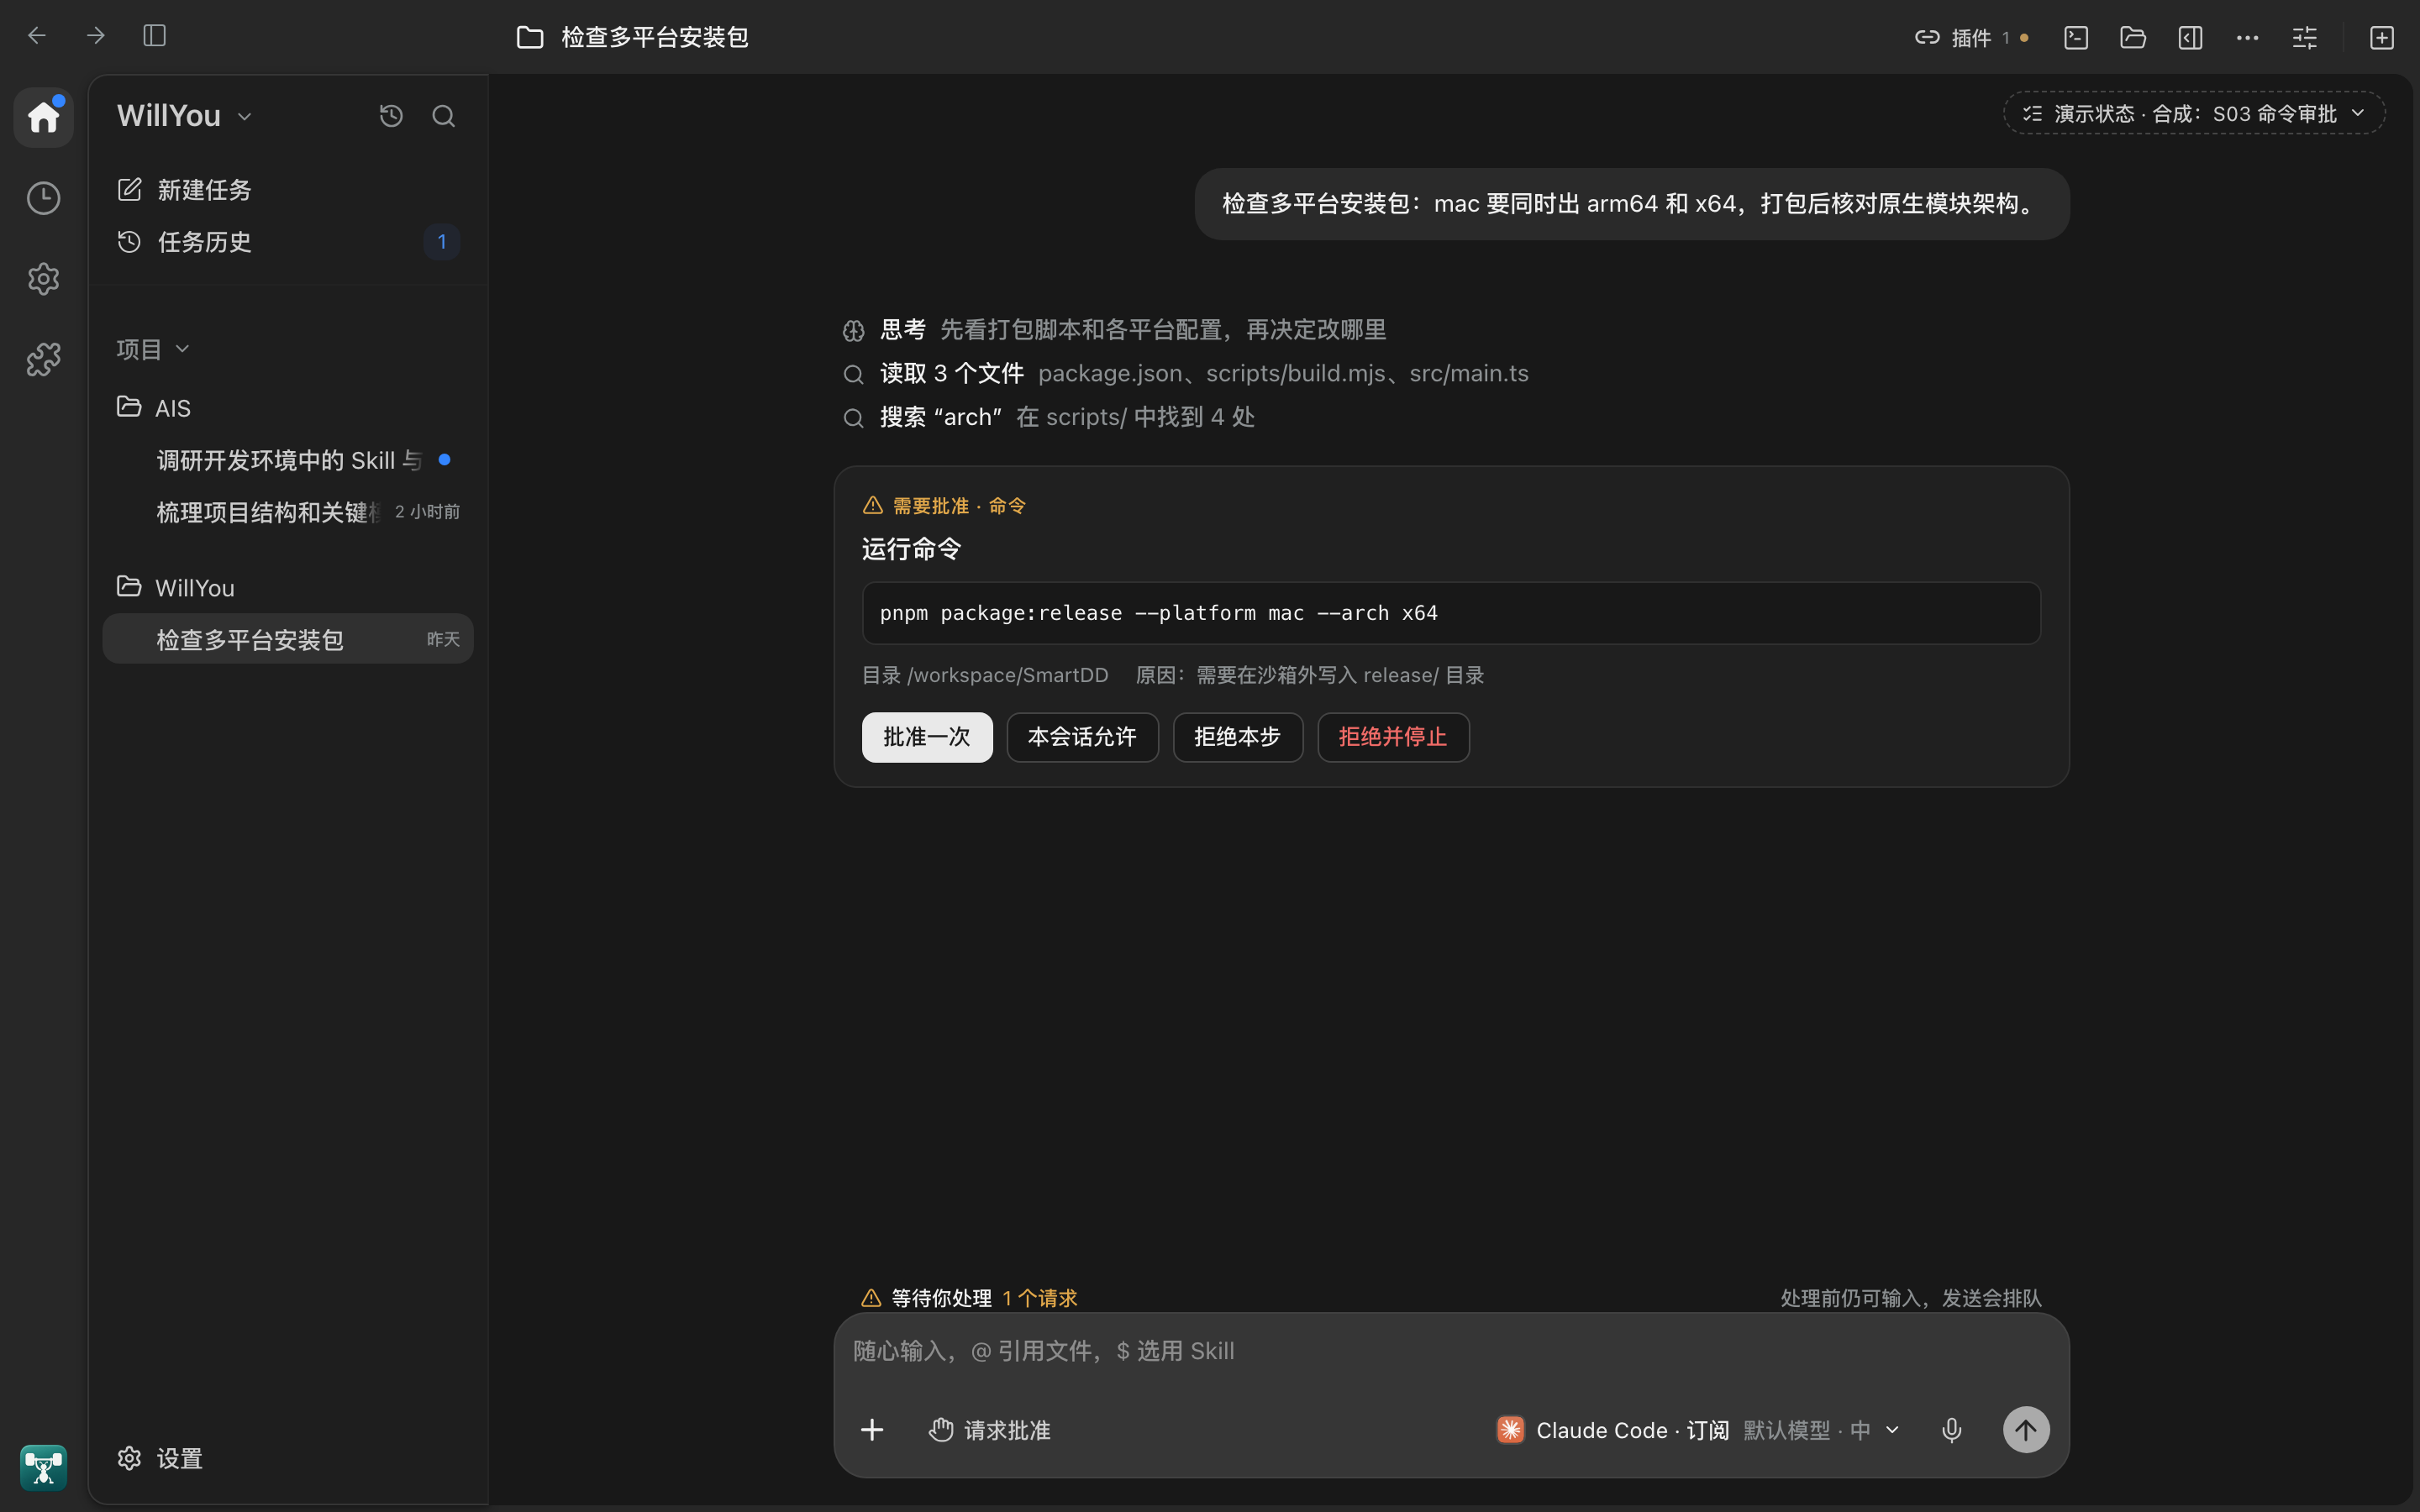 检查多平台安装包
插件 1
WillYou
演示状态 · 合成：S03 命令审批
新建任务
任务历史 1
项目
AIS
调研开发环境中的 Skill 与
梳理项目结构和关键 2 小时前
WillYou
检查多平台安装包 昨天
设置
检查多平台安装包：mac 要同时出 arm64 和 x64，打包后核对原生模块架构。
思考 先看打包脚本和各平台配置，再决定改哪里
读取 3 个文件 package.json、scripts/build.mjs、src/main.ts
搜索 “arch” 在 scripts/ 中找到 4 处
需要批准 · 命令
运行命令
pnpm package:release --platform mac --arch x64
目录 /workspace/SmartDD 原因：需要在沙箱外写入 release/ 目录
批准一次 本会话允许 拒绝本步 拒绝并停止
等待你处理 1 个请求 处理前仍可输入，发送会排队
随心输入，@ 引用文件，$ 选用 Skill
请求批准 Claude Code · 订阅 默认模型 · 中